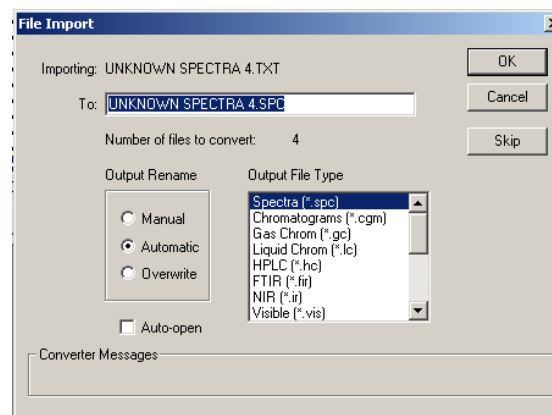 File Import
Importing: UNKNOWN SPECTRA 4.TXT
OK
To: UNKNOWN SPECTRA 4.SPC
Cancel
Number of files to convert: 4
Skip
Output Rename
Output File Type
Manual
Automatic
Overwrite
Spectra (*.spc)
Chromatograms (*.cgm)
Gas Chrom (*.gc)
Liquid Chrom (*.lc)
HPLC (*.hc)
FTIR (*.fir)
NIR (*.ir)
Visible (*.vis)
Auto-open
Converter Messages